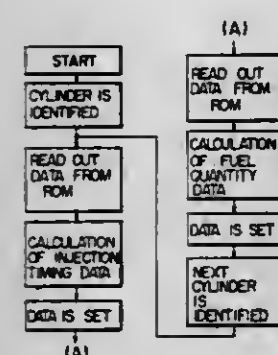 START
CYLINDER IS
IDENTIFIED
READ OUT
DATA FROM
ROM
CALCULATION
OF INJECTION
TIMING DATA
DATA IS SET
(A)
(A)
READ OUT
DATA FROM
ROM
CALCULATION
OF FUEL
QUANTITY
DATA
DATA IS SET
NEXT
CYLINDER
IS
IDENTIFIED